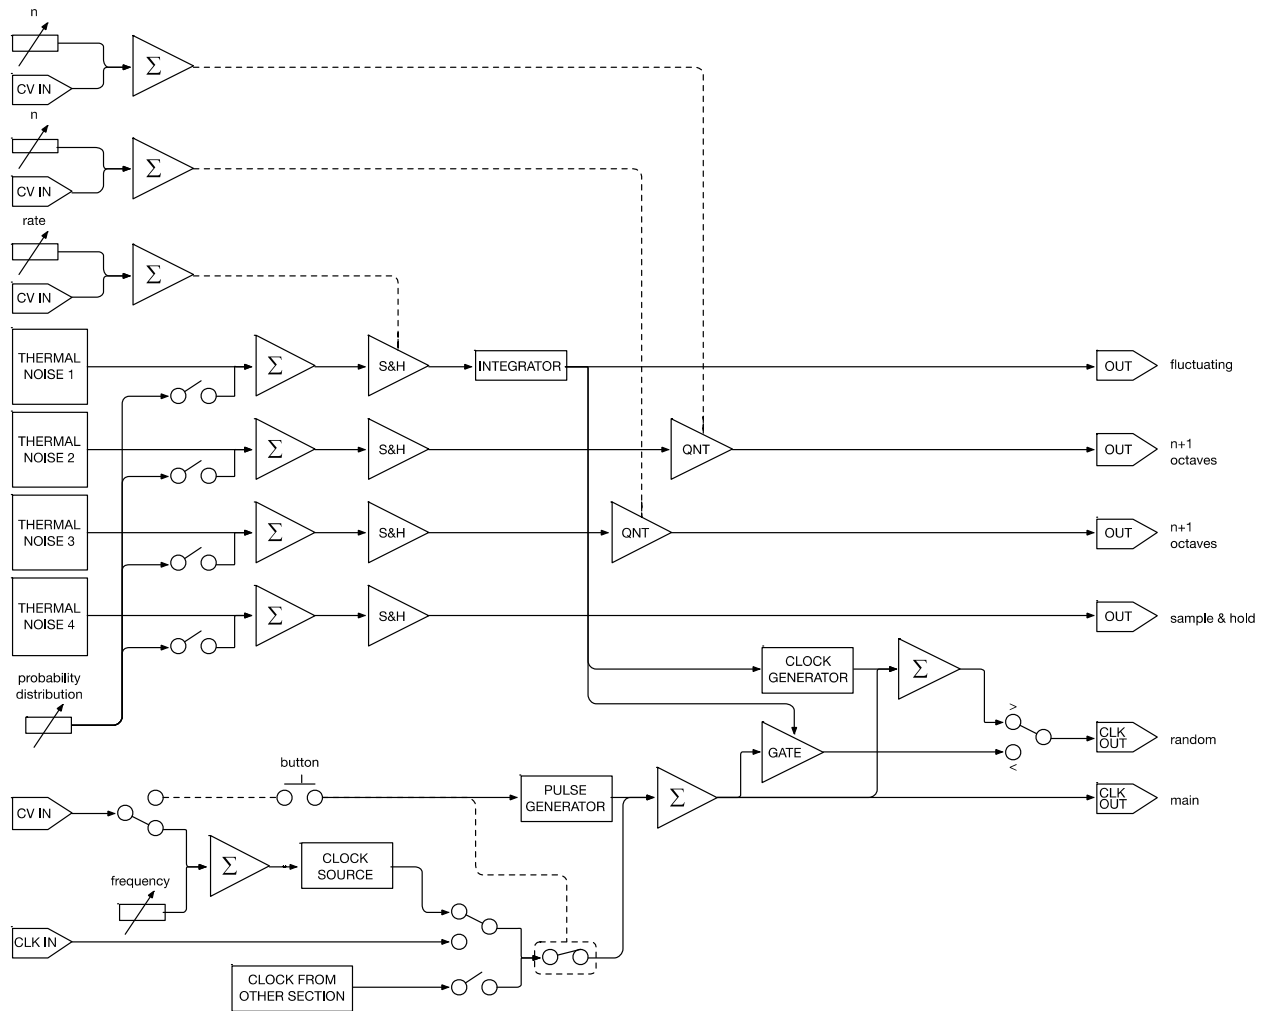 n
CV IN
Σ
n
CV IN
Σ
rate
CV IN
Σ
THERMAL
NOISE 1
Σ
S&H
INTEGRATOR
OUT
fluctuating
THERMAL
NOISE 2
Σ
S&H
QNT
OUT
n+1
octaves
THERMAL
NOISE 3
Σ
S&H
QNT
OUT
n+1
octaves
THERMAL
NOISE 4
Σ
S&H
OUT
sample & hold
probability
distribution
CLOCK
GENERATOR
Σ
>
<
GATE
CLK
OUT
random
button
PULSE
GENERATOR
Σ
CLK
OUT
main
CV IN
frequency
Σ
CLOCK
SOURCE
CLK IN
CLOCK FROM
OTHER SECTION